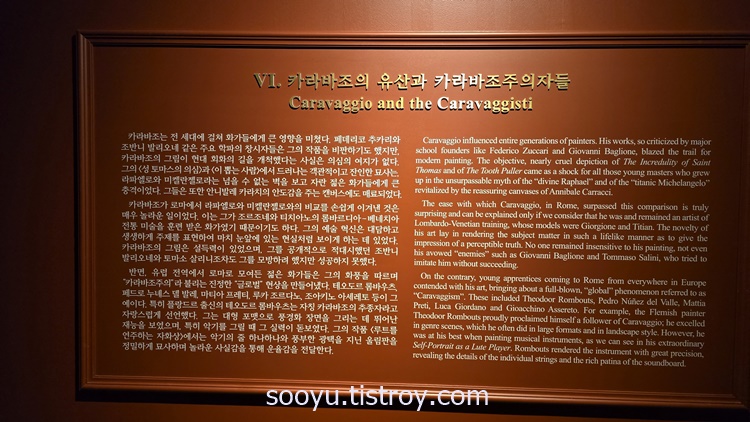 VI. 카라바조의 유산과 카라바조주의자들
Caravaggio and the Caravaggisti
카라바조는 전 세대에 걸쳐 화가들에게 큰 영향을 미쳤다. 페데리코 추카리와
조반니 발리오네 같은 주요 학파의 창시자들은 그의 작품을 비판하기도 했지만,
카라바조의 그림이 현대 회화의 길을 개척했다는 사실은 의심의 여지가 없다.
그의 〈성 토마스의 의심〉과 〈이 뽑는 사람〉에서 드러나는 객관적이고 잔인한 묘사는,
라파엘로와 미켈란젤로라는 넘을 수 없는 벽을 보고 자란 젊은 화가들에게 큰
충격이었다. 그들은 또한 안니발레 카라치의 안도감을 주는 캔버스에도 매료되었다.
카라바조가 로마에서 라파엘로와 미켈란젤로와의 비교를 손쉽게 이겨낸 것은
매우 놀라운 일이었다. 이는 그가 조르조네와 티치아노의 롬바르디아–베네치아
전통 미술을 훈련 받은 화가였기 때문이기도 하다. 그의 예술 혁신은 대담하고
생생하게 주제를 표현하여 마치 눈앞에 있는 현실처럼 보이게 하는 데 있었다.
카라바조의 그림은 설득력이 있었으며, 그를 공개적으로 적대시했던 조반니
발리오네와 토마소 살리니조차도 그를 모방하려 했지만 성공하지 못했다.
반면, 유럽 전역에서 로마로 모여든 젊은 화가들은 그의 화풍을 따르며
“카라바조주의”라 불리는 진정한 “글로벌” 현상을 만들어냈다. 테오도르 롬바우츠,
페드로 누녜스 델 발레, 마티아 프레티, 루카 조르다노, 조아키노 아세레토 등이 그
예이다. 특히 플랑드르 출신의 테오도르 롬바우츠는 자칭 카라바조의 추종자라고
자랑스럽게 선언했다. 그는 대형 포맷으로 풍경화 장면을 그리는 데 뛰어난
재능을 보였으며, 특히 악기를 그릴 때 그 실력이 돋보였다. 그의 작품 〈루트를
연주하는 자화상〉에서는 악기의 줄 하나하나와 풍부한 광택을 지닌 울림판을
정밀하게 묘사하며 놀라운 사실감을 통해 운율감을 전달한다.
Caravaggio influenced entire generations of painters. His works, so criticized by major
school founders like Federico Zuccari and Giovanni Baglione, blazed the trail for
modern painting. The objective, nearly cruel depiction of The Incredulity of Saint
Thomas and of The Tooth Puller came as a shock for all those young masters who grew
up in the unsurpassable myth of the “divine Raphael” and of the “titanic Michelangelo”
revitalized by the reassuring canvases of Annibale Carracci.
The ease with which Caravaggio, in Rome, surpassed this comparison is truly
surprising and can be explained only if we consider that he was and remained an artist of
Lombardo-Venetian training, whose models were Giorgione and Titian. The novelty of
his art lay in rendering the subject matter in such a lifelike manner as to give the
impression of a perceptible truth. No one remained insensitive to his painting, not even
his avowed “enemies” such as Giovanni Baglione and Tommaso Salini, who tried to
imitate him without succeeding.
On the contrary, young apprentices coming to Rome from everywhere in Europe
contended with his art, bringing about a full-blown, “global” phenomenon referred to as
“Caravaggism”. These included Theodor Rombouts, Pedro Núñez del Valle, Mattia
Preti, Luca Giordano and Gioacchino Assereto. For example, the Flemish painter
Theodor Rombouts proudly proclaimed himself a follower of Caravaggio; he excelled
in genre scenes, which he often did in large formats and in landscape style. However, he
was at his best when painting musical instruments, as we can see in his extraordinary
Self-Portrait as a Lute Player. Rombouts rendered the instrument with great precision,
revealing the details of the individual strings and the rich patina of the soundboard.
sooyu.tistroy.com